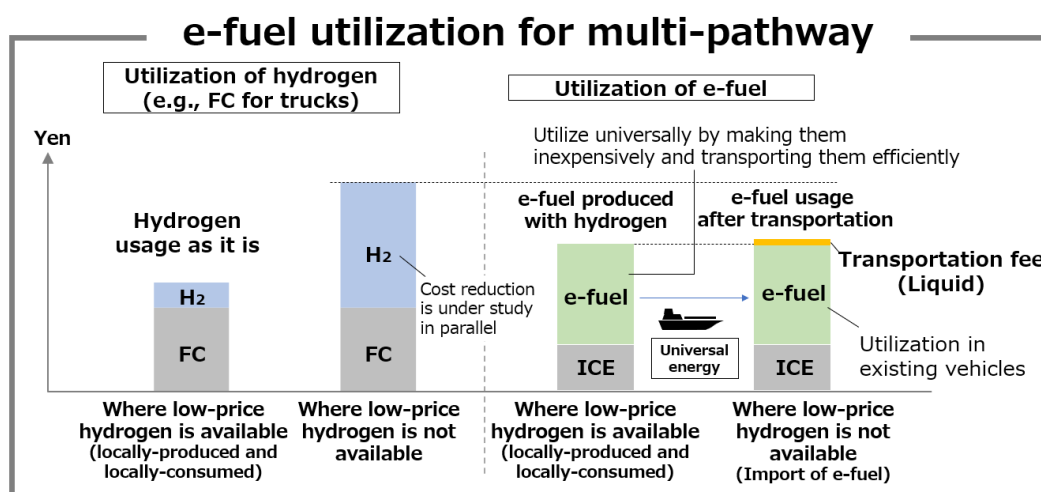 e-fuel utilization for multi-pathway
Utilization of hydrogen
(e.g., FC for trucks)
Utilization of e-fuel
Yen
Utilize universally by making them
inexpensively and transporting them efficiently
Hydrogen
usage as it is
e-fuel produced
with hydrogen
e-fuel usage
after transportation
H₂
FC
H₂
Cost reduction
is under study
in parallel
FC
e-fuel
ICE
Universal
energy
Transportation fee
(Liquid)
e-fuel
ICE
Utilization in
existing vehicles
Where low-price
hydrogen is available
(locally-produced and
locally-consumed)
Where low-price
hydrogen is not
available
Where low-price
hydrogen is available
(locally-produced and
locally-consumed)
Where low-price
hydrogen is not
available
(Import of e-fuel)